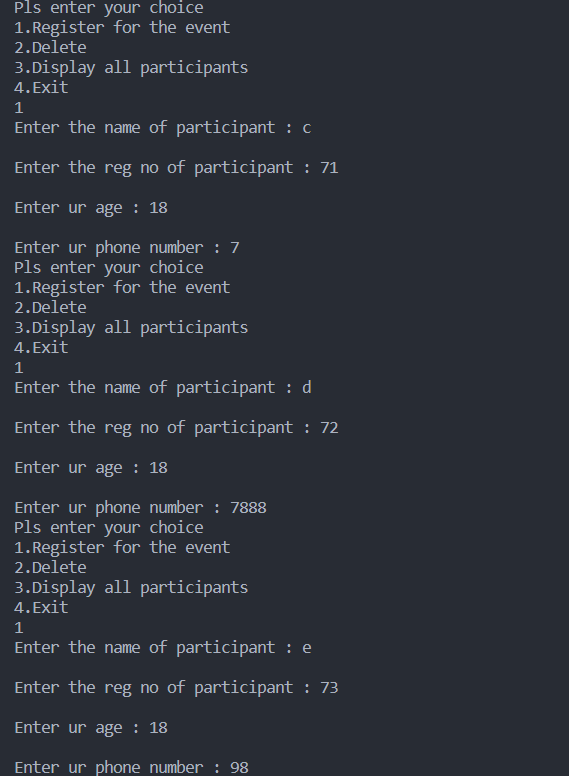 Pls enter your choice
1.Register for the event
2.Delete
3.Display all participants
4.Exit
1
Enter the name of participant : c
Enter the reg no of participant : 71
Enter ur age : 18
Enter ur phone number : 7
Pls enter your choice
1.Register for the event
2.Delete
3.Display all participants
4.Exit
1
Enter the name of participant : d
Enter the reg no of participant : 72
Enter ur age : 18
Enter ur phone number : 7888
Pls enter your choice
1.Register for the event
2.Delete
3.Display all participants
4.Exit
1
Enter the name of participant : e
Enter the reg no of participant : 73
Enter ur age : 18
Enter ur phone number : 98